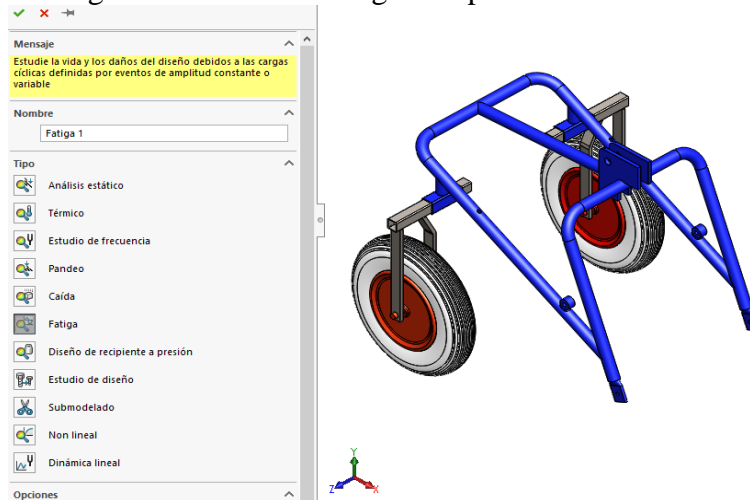 Mensaje
Estudie la vida y los daños del diseño debidos a las cargas
cíclicas definidas por eventos de amplitud constante o
variable
Nombre
Fatiga 1
Tipo
Análisis estático
Térmico
Estudio de frecuencia
Pandeo
Caída
Fatiga
Diseño de recipiente a presión
Estudio de diseño
Submodelado
Non lineal
Dinámica lineal
Opciones
Y
Z
X